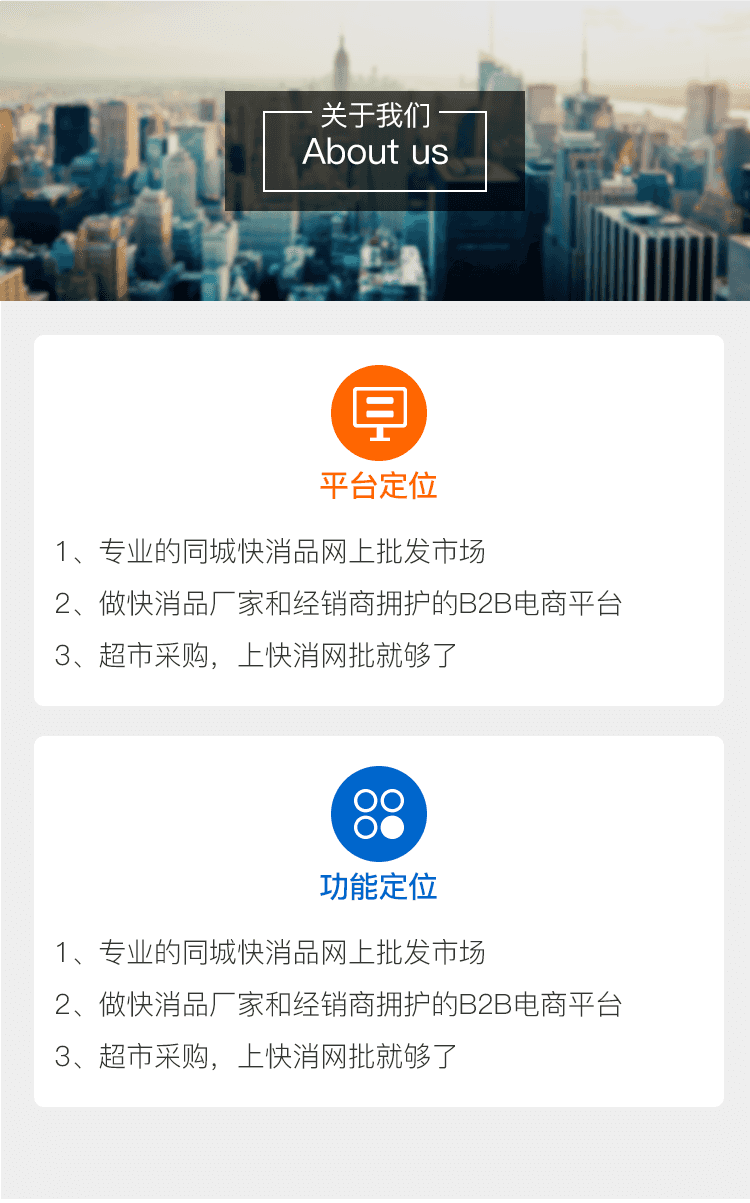 关于我们
About us
平台定位
1、专业的同城快消品网上批发市场
2、做快消品厂家和经销商拥护的B2B电商平台
3、超市采购，上快消网批就够了
功能定位
1、专业的同城快消品网上批发市场
2、做快消品厂家和经销商拥护的B2B电商平台
3、超市采购，上快消网批就够了